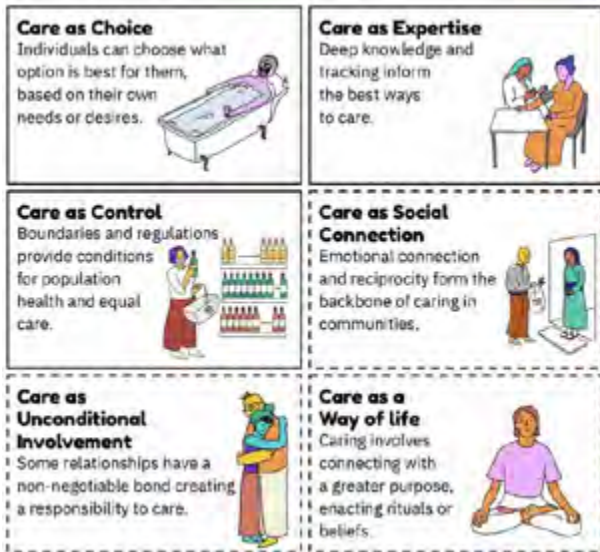 Care as Choice
Individuals can choose what
option is best for them,
based on their own
needs or desires.
Care as Expertise
Deep knowledge and
tracking inform
the best ways
to care.
Care as Control
Boundaries and regulations
provide conditions
for population
health and equal
care.
Care as Social
Connection
Emotional connection
and reciprocity form the
backbone of caring in
communities.
Care as
Unconditional
Involvement
Some relationships have a
non-negotiable bond creating
a responsibility to care.
Care as a
Way of life
Caring involves
connecting with
a greater purpose,
enacting rituals or
beliefs.